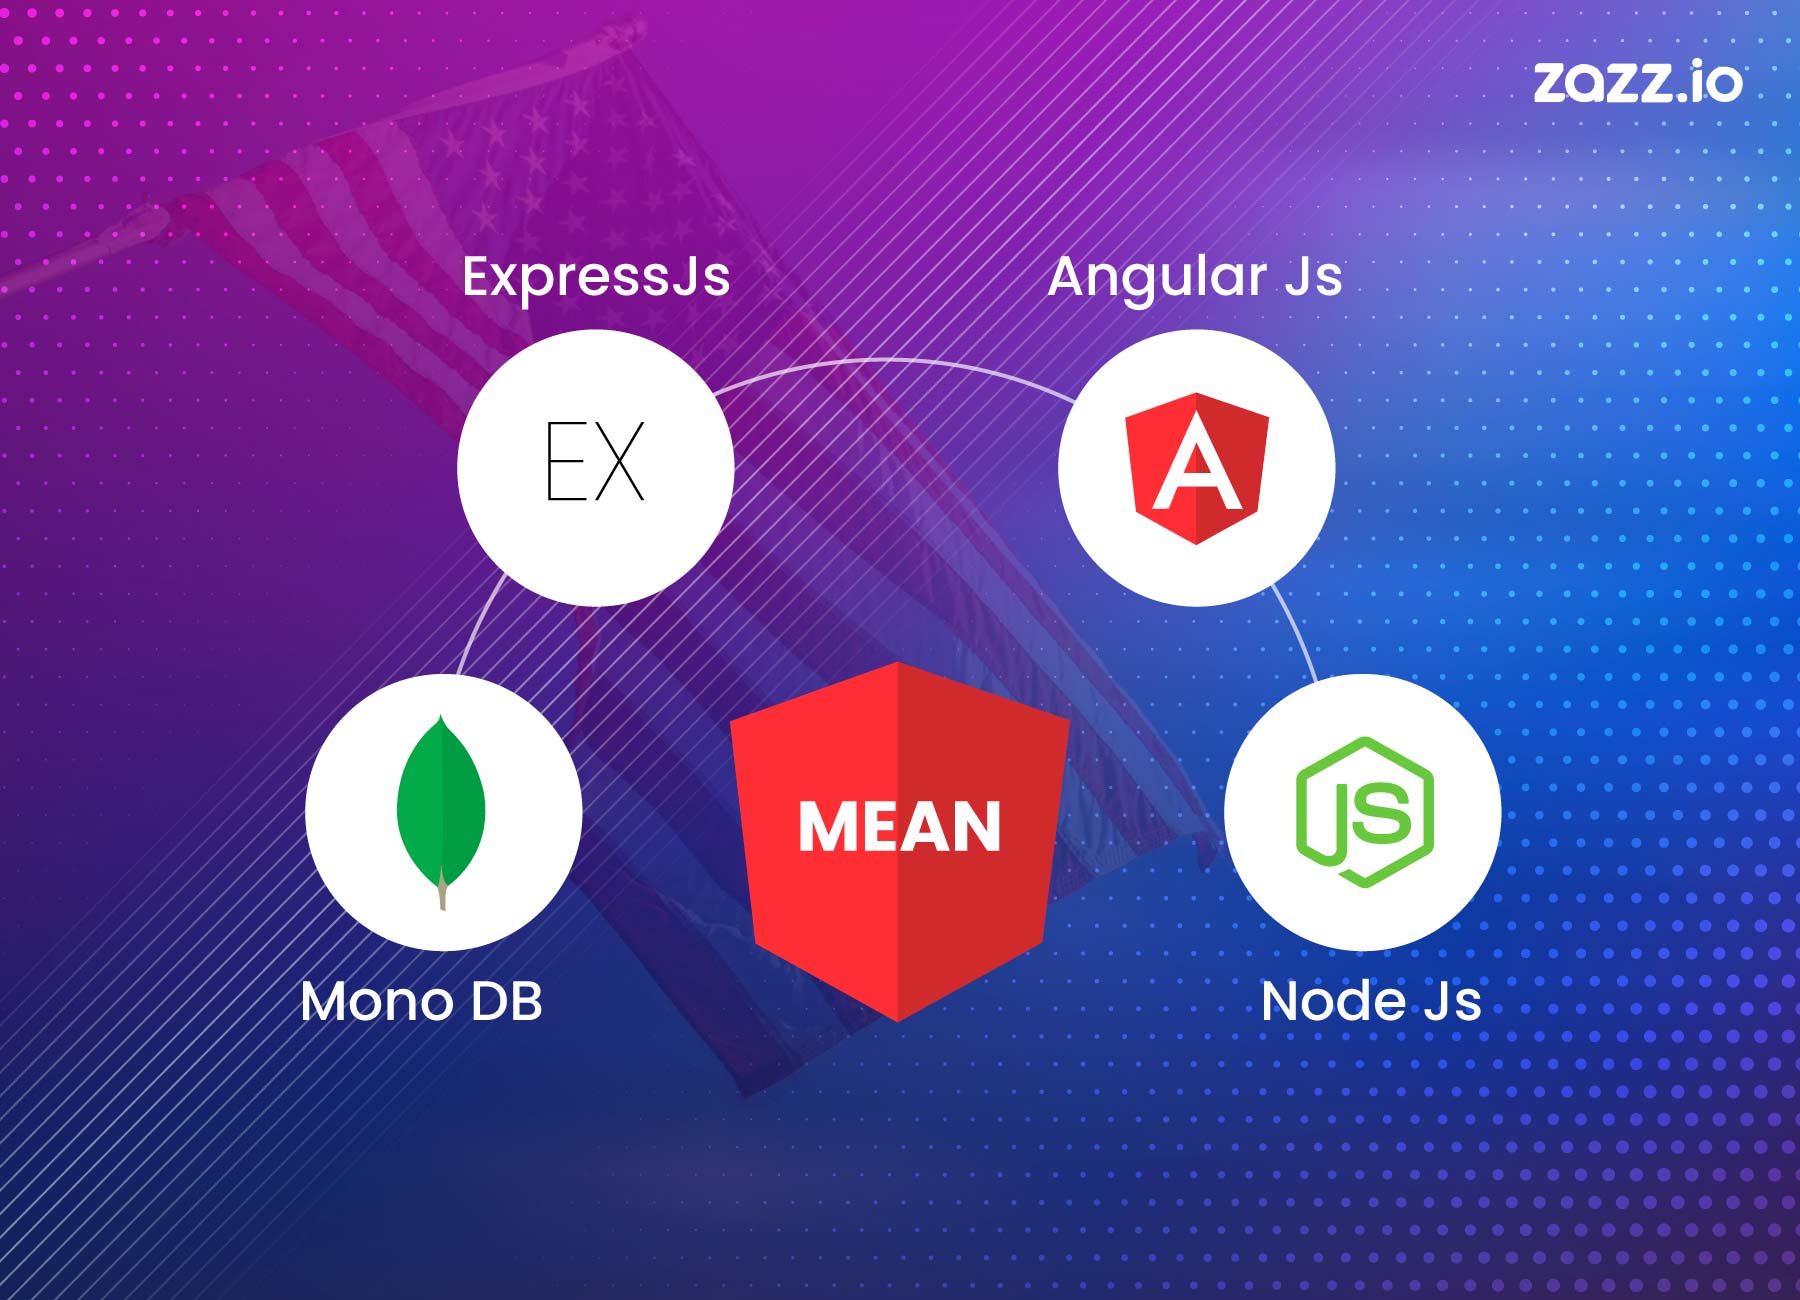 zazz.io
ExpressJs
Angular Js
EX
A
MEAN
JS
Mono DB
Node Js